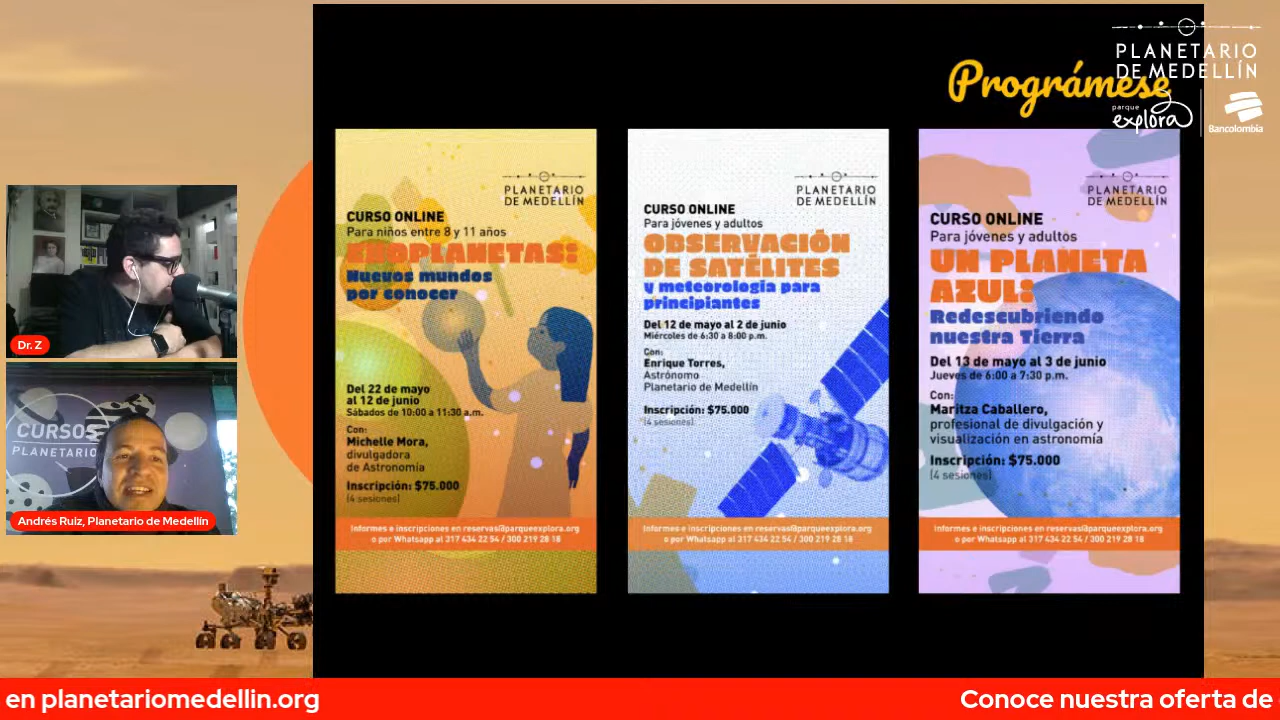 Prográmese
PLANETARIO
DE MEDELLÍN
parque
explora
Bancolombia
Dr. Z
CURSOS
PLANETARIO
Andrés Ruiz, Planetario de Medellín
PLANETARIO
DE MEDELLÍN
CURSO ONLINE
Para niños entre 8 y 11 años
EXOPLANETAS:
Nuevos mundos
por conocer
Del 22 de mayo
al 12 de junio
Sábados de 10:00 a 11:30 a.m.
Con:
Michelle Mora,
divulgadora
de Astronomía
Inscripción: $75.000
(4 sesiones)
Informes e inscripciones en reservas@parqueexplora.org
o por Whatsapp al 317 434 22 54 / 300 219 28 18
PLANETARIO
DE MEDELLÍN
CURSO ONLINE
Para jóvenes y adultos
OBSERVACIÓN
DE SATÉLITES
y meteorología para
principiantes
Del 12 de mayo al 2 de junio
Miércoles de 6:30 a 8:00 p.m.
Con:
Enrique Torres,
Astrónomo
Planetario de Medellín
Inscripción: $75.000
(4 sesiones)
Informes e inscripciones en reservas@parqueexplora.org
o por Whatsapp al 317 434 22 54 / 300 219 28 18
PLANETARIO
DE MEDELLÍN
CURSO ONLINE
Para jóvenes y adultos
UN PLANETA
AZUL:
Redescubriendo
nuestra Tierra
Del 13 de mayo al 3 de junio
Jueves de 6:00 a 7:30 p.m.
Con:
Maritza Caballero,
profesional de divulgación y
visualización en astronomía
Inscripción: $75.000
(4 sesiones)
Informes e inscripciones en reservas@parqueexplora.org
o por Whatsapp al 317 434 22 54 / 300 219 28 18
en planetariomedellin.org
Conoce nuestra oferta de